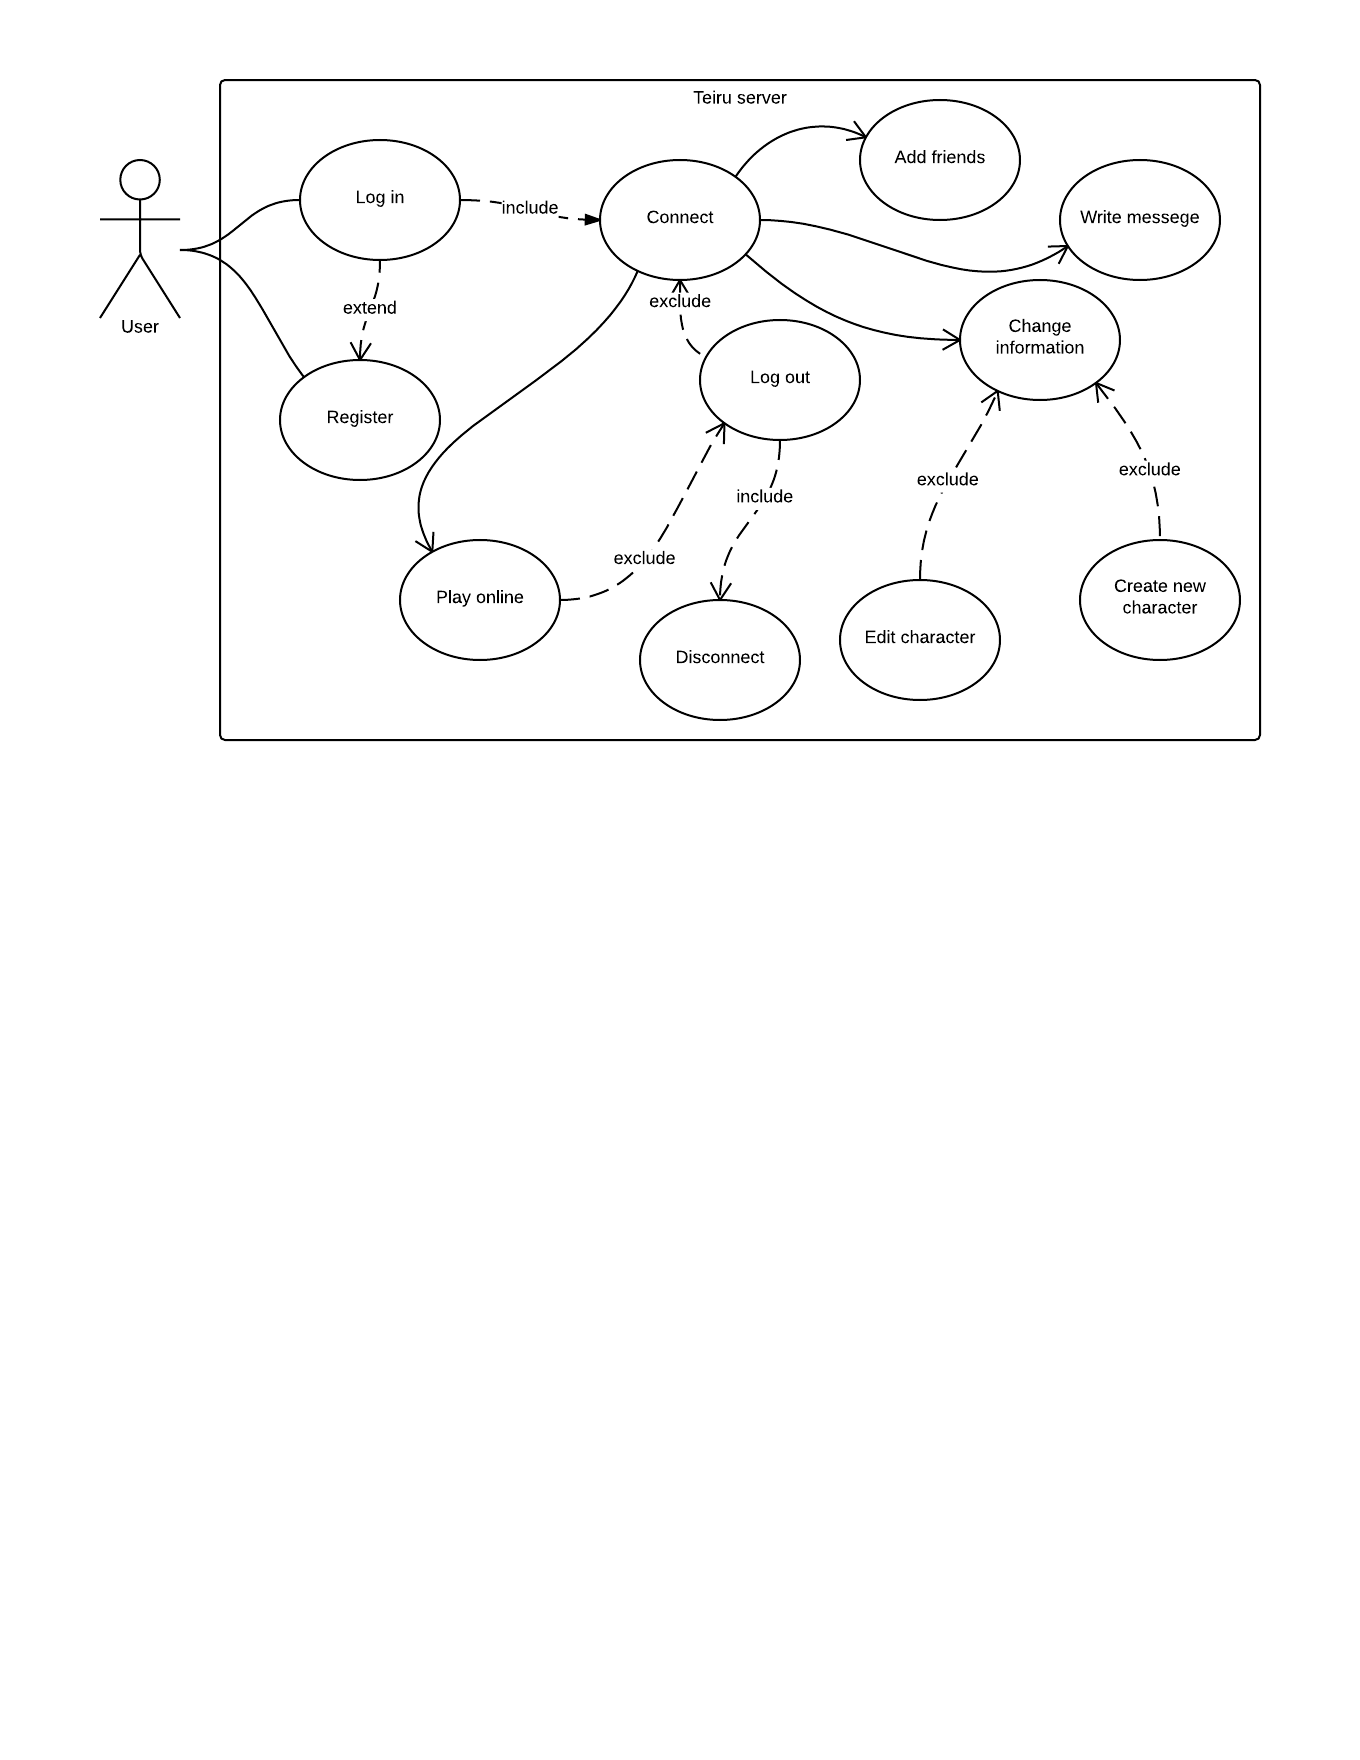 Teiru server
Add friends
Log in
include
Connect
Write messege
User
extend
exclude
Change
information
Log out
Register
exclude
exclude
include
exclude
Play online
Create new
character
Disconnect
Edit character